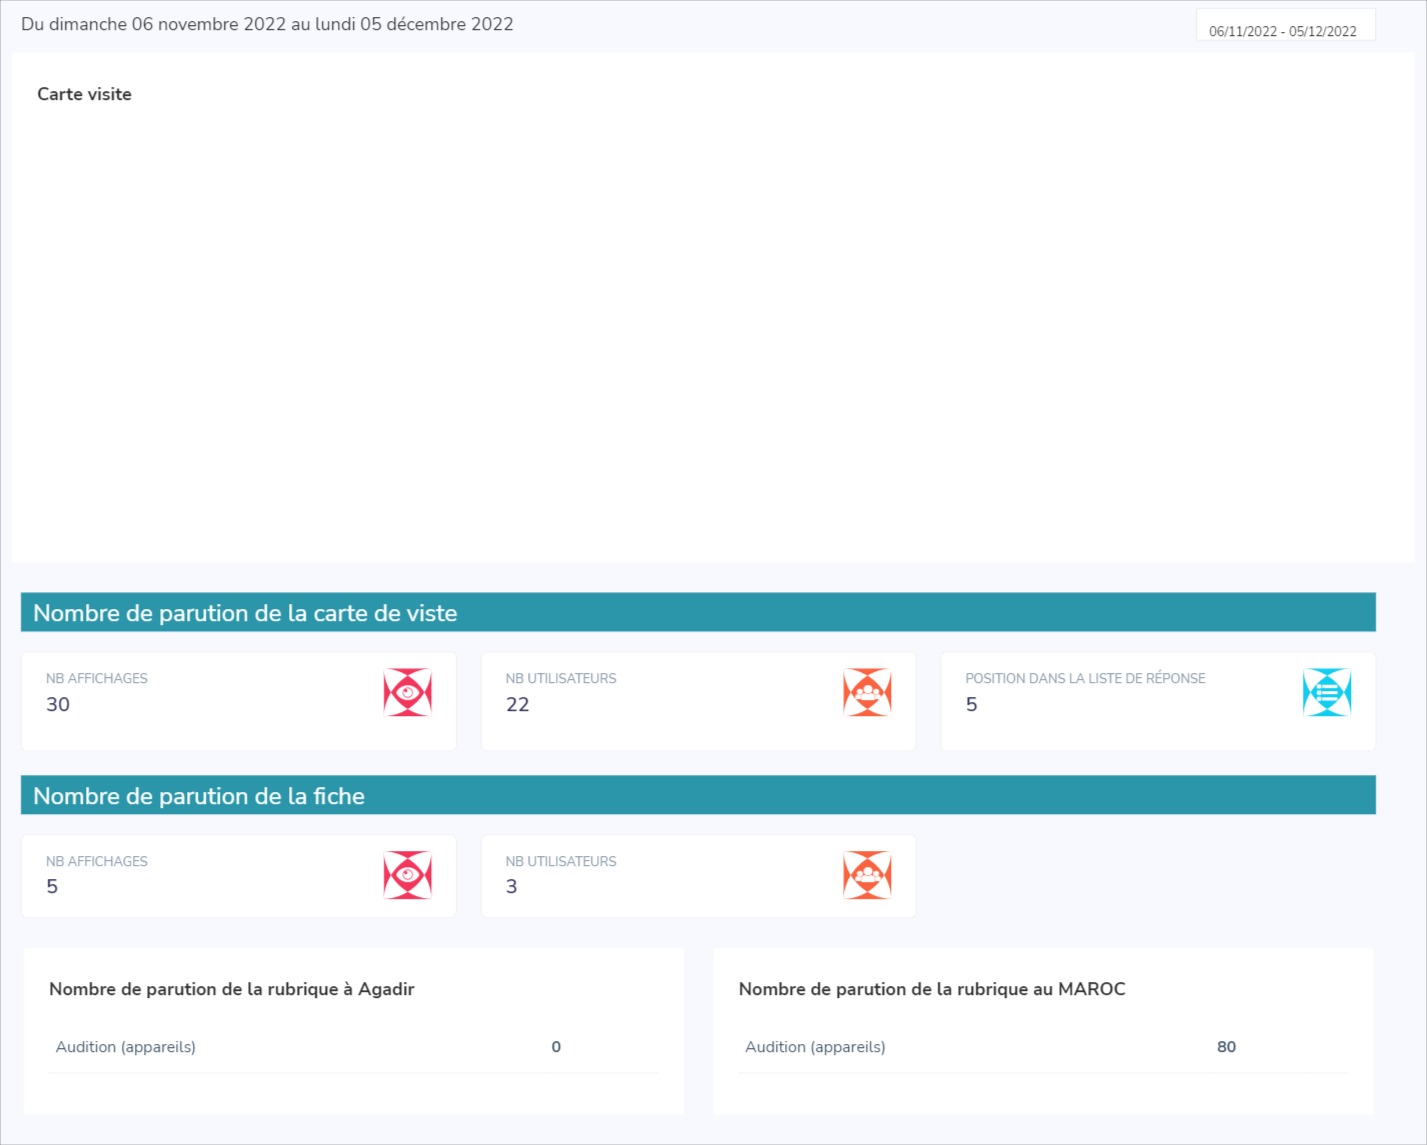 Du dimanche 06 novembre 2022 au lundi 05 décembre 2022
06/11/2022 - 05/12/2022
Carte visite
Nombre de parution de la carte de viste
NB AFFICHAGES
30
NB UTILISATEURS
22
POSITION DANS LA LISTE DE RÉPONSE
5
Nombre de parution de la fiche
NB AFFICHAGES
5
NB UTILISATEURS
3
Nombre de parution de la rubrique à Agadir
Audition (appareils) 0
Nombre de parution de la rubrique au MAROC
Audition (appareils) 80